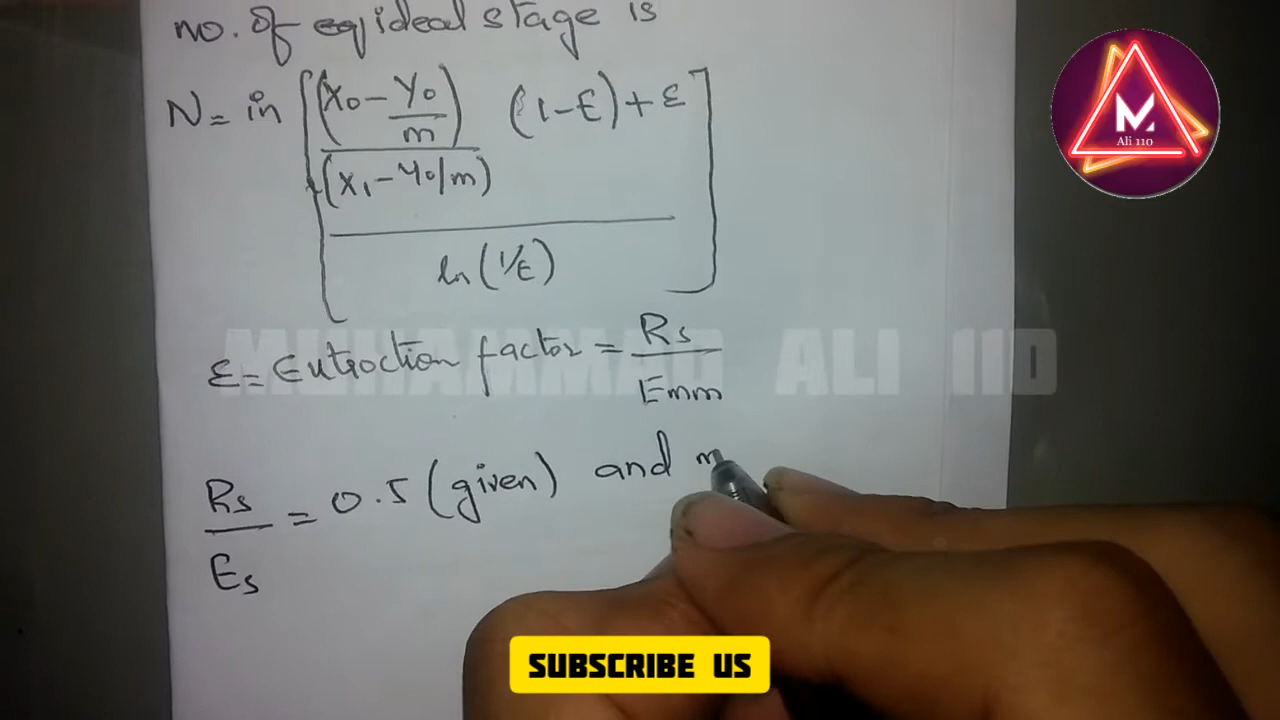 no. of eq ideal stage is
N = in [ (x₀ - y₀/m) / (x₁ - y₀/m) (1-ε) + ε / ln (1/ε) ]
ε = Extraction factor = Rs / Emm
Rs / Es = 0.5 (given) and m
M.
Ali 110
MUHAMMAD ALI 110
SUBSCRIBE US